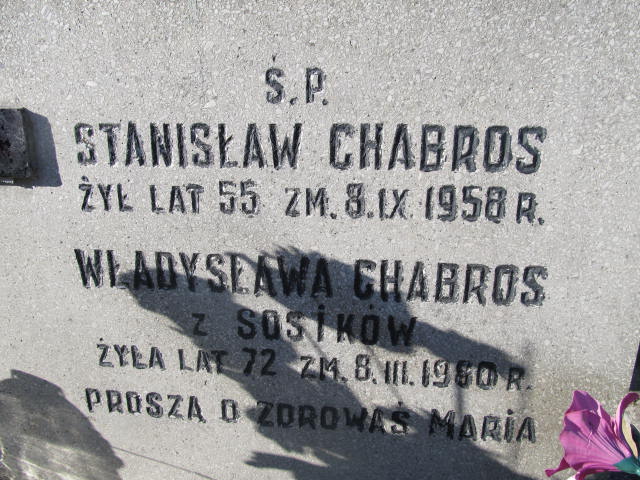 Ś.P.
STANISŁAW CHABROS
ŻYŁ LAT 55 ZM. 8.IX.1958 R.
WŁADYSŁAWA CHABROS
Z SOSIKÓW
ŻYŁA LAT 72 ZM. 8.III.1980 R.
PROSZĄ O ZDROWAŚ MARIA